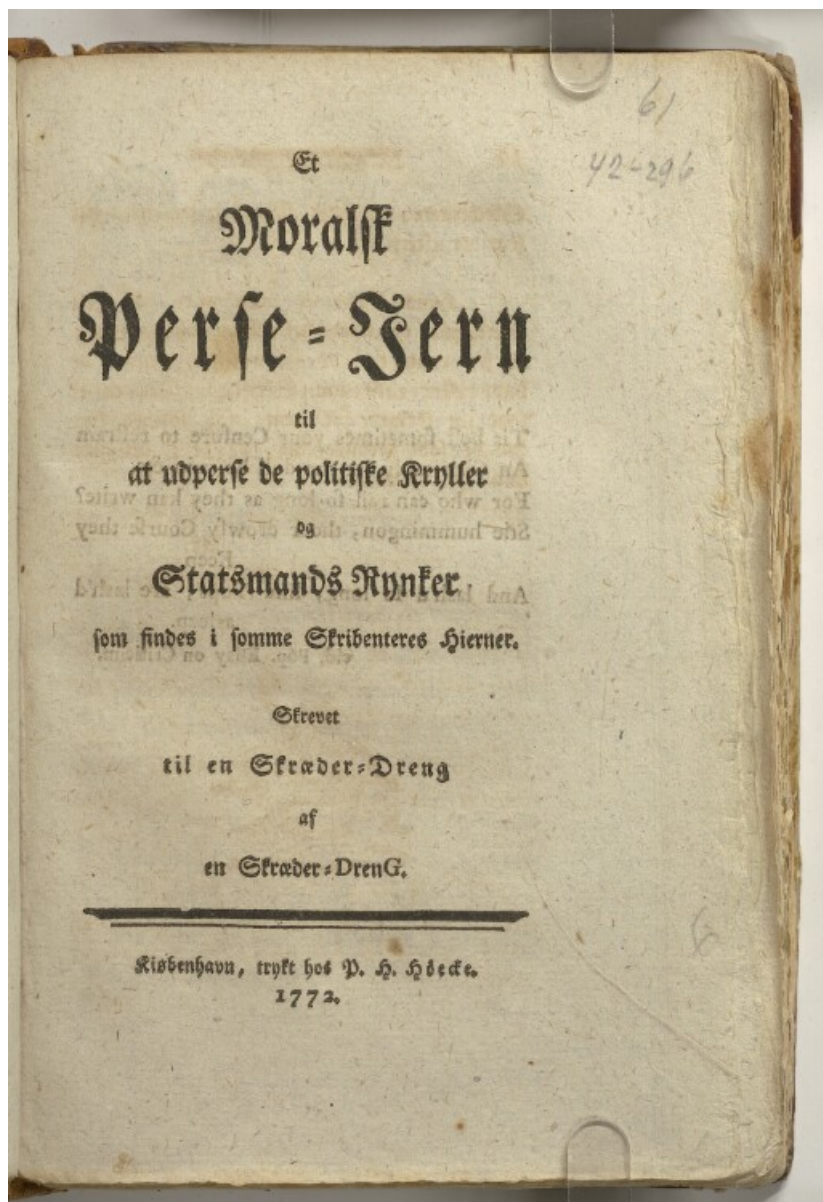 61
42-296
Et
Moralsk
Perse-Jern
til
at udperse de politiske Kryller
og
Statsmands Rynker
som findes i somme Skribenteres Hierner.
Skrevet
til en Skræder-Dreng
af
en Skræder-DrenG.
Kiøbenhavn, trykt hos P. H. Höecke.
1772.